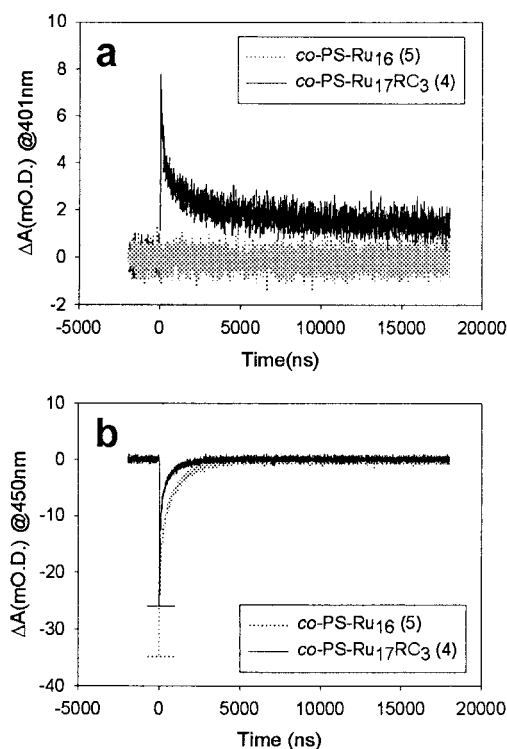 a
co-PS-Ru16 (5)
co-PS-Ru17RC3 (4)
ΔA(mO.D.) @401nm
10
8
6
4
2
0
-2
-5000 0 5000 10000 15000 20000
Time(ns)
b
ΔA(mO.D.) @450nm
10
0
-10
-20
-30
-40
co-PS-Ru16 (5)
co-PS-Ru17RC3 (4)
-5000 0 5000 10000 15000 20000
Time (ns)